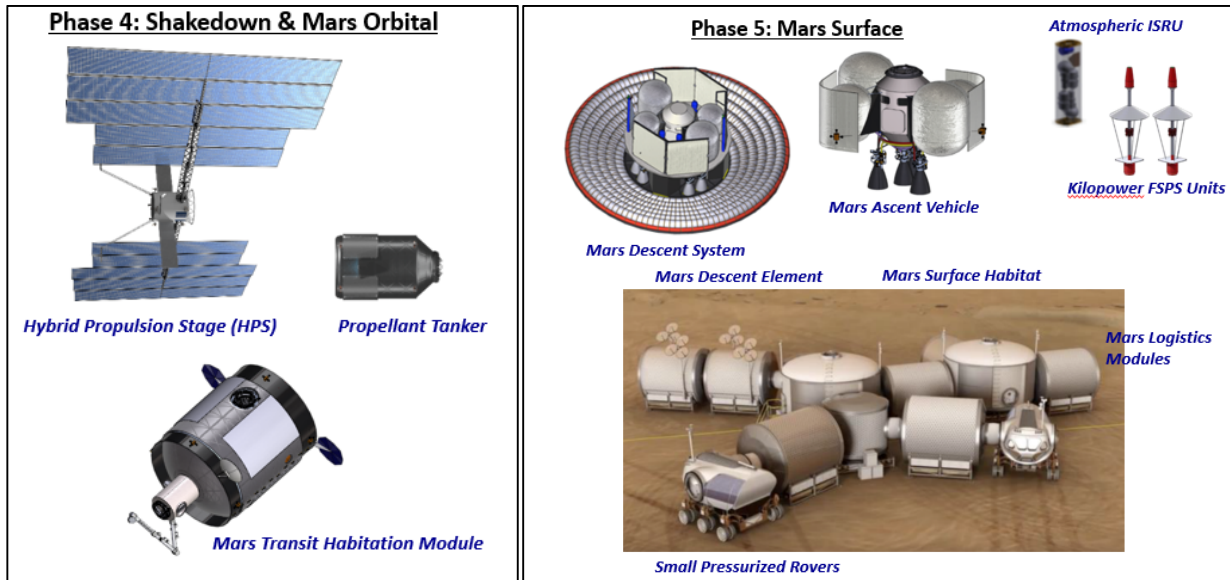 Phase 4: Shakedown & Mars Orbital
Hybrid Propulsion Stage (HPS)
Propellant Tanker
Mars Transit Habitation Module
Phase 5: Mars Surface
Atmospheric ISRU
Kilopower FSPS Units
Mars Ascent Vehicle
Mars Descent System
Mars Descent Element
Mars Surface Habitat
Mars Logistics
Modules
Small Pressurized Rovers